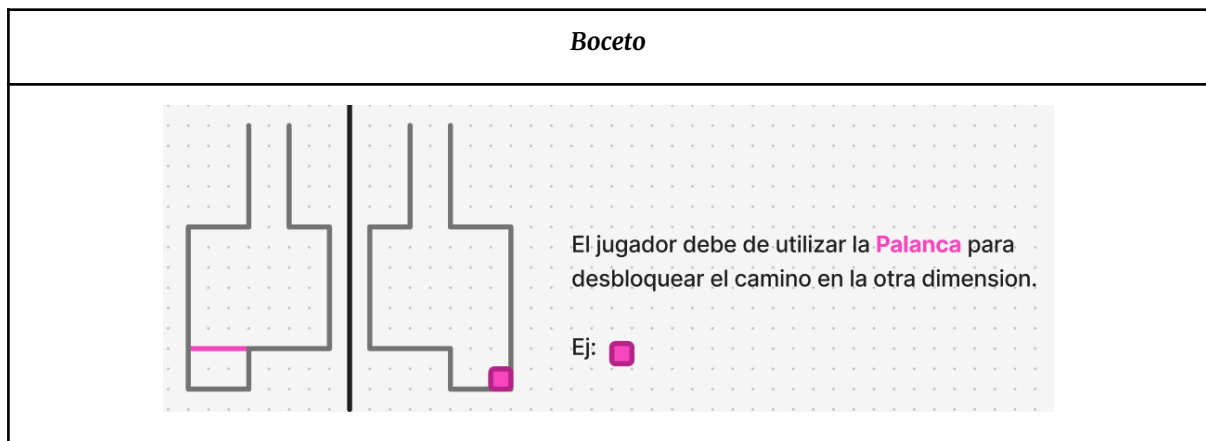 Boceto
El jugador debe de utilizar la Palanca para
desbloquear el camino en la otra dimension.
Ej: